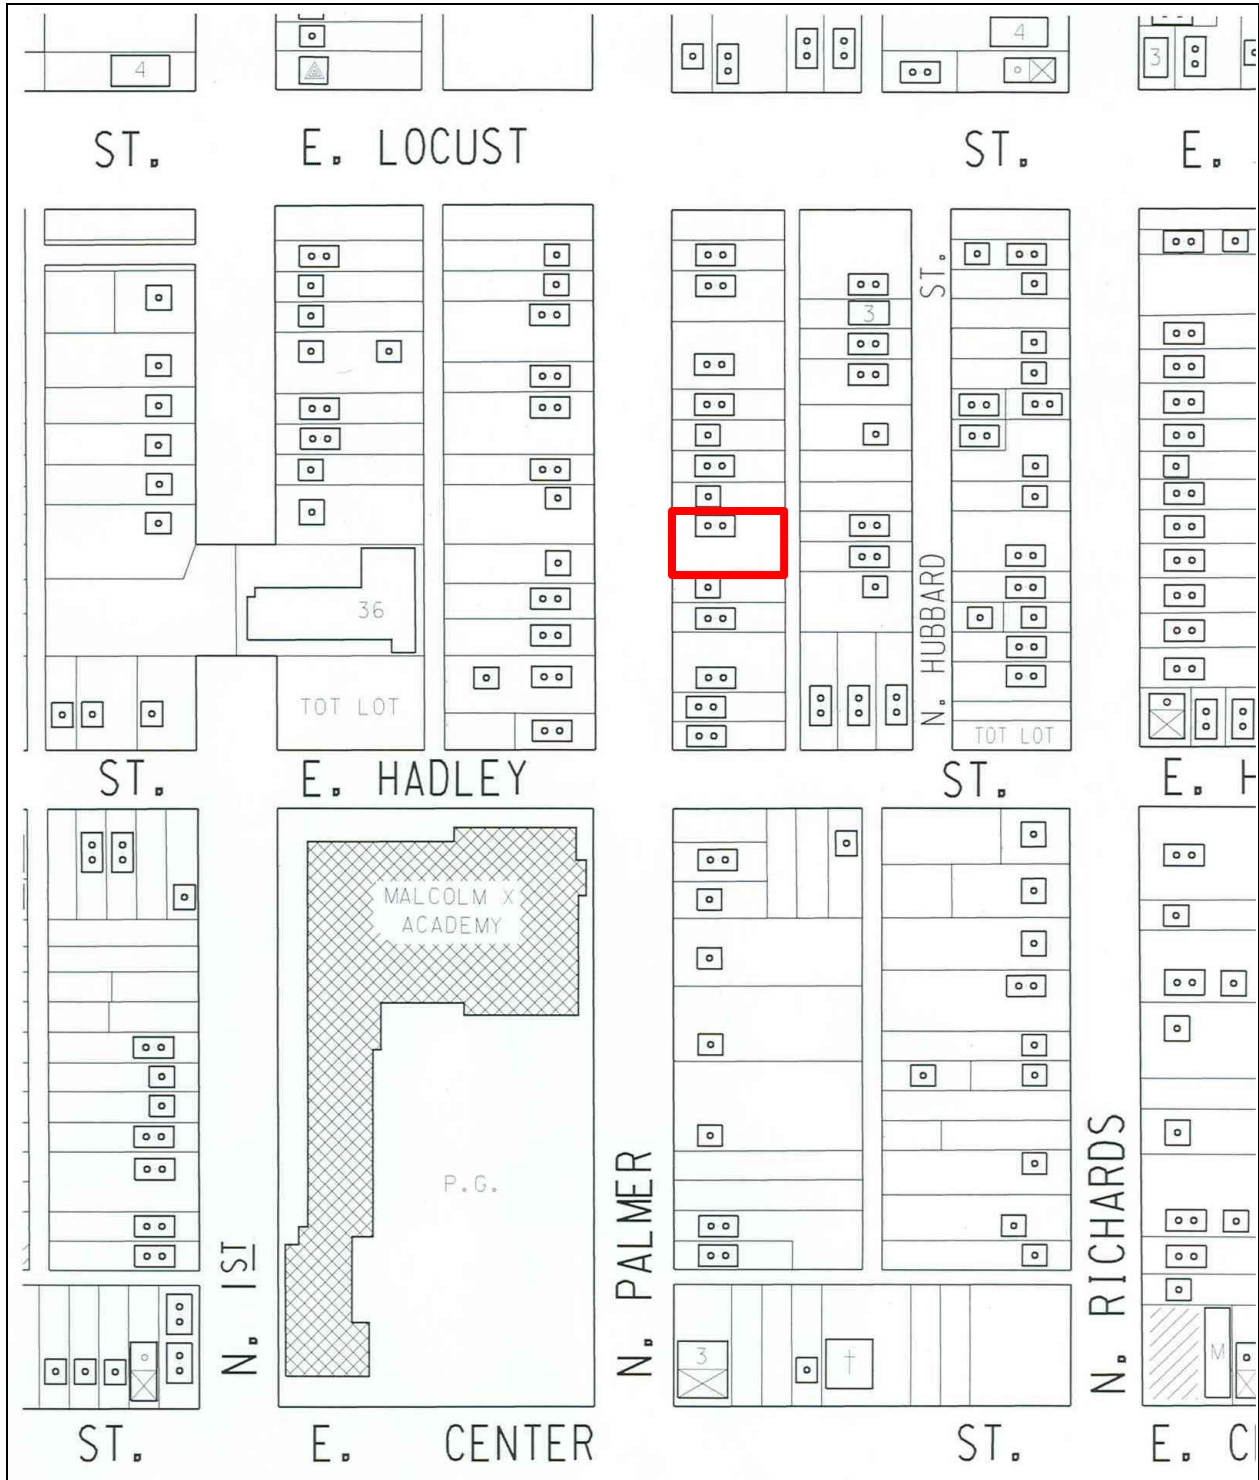 4
4
3
ST.
E. LOCUST
ST.
E.
ST.
3
N. HUBBARD
36
TOT LOT
TOT LOT
ST.
E. HADLEY
ST.
E. H
MALCOLM X
ACADEMY
P.G.
N. 1ST
N. PALMER
N. RICHARDS
3
†
M
ST.
E. CENTER
ST.
E. C